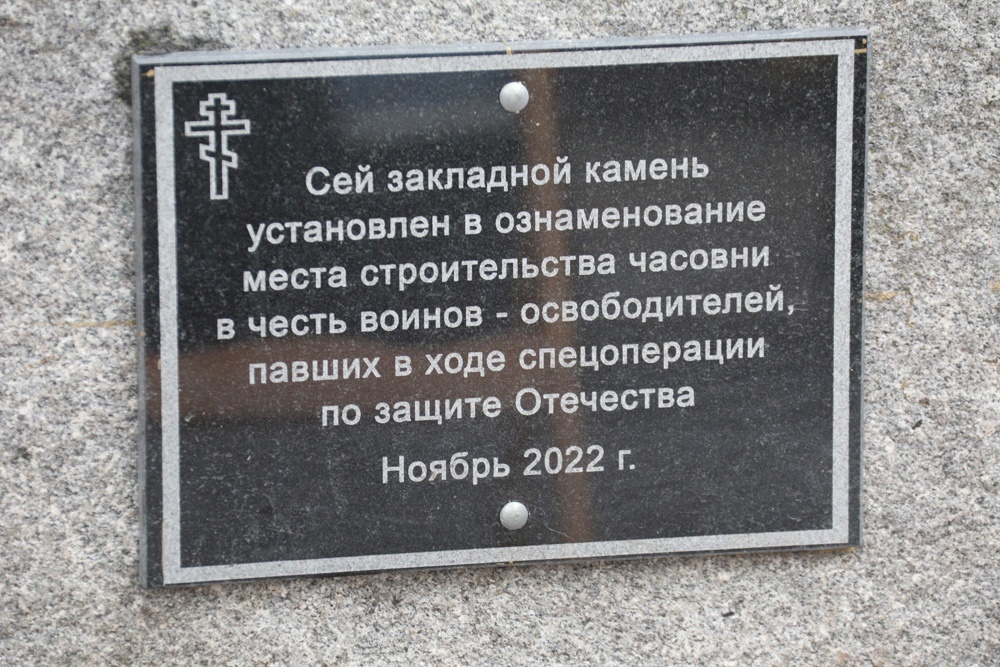 Сей закладной камень
установлен в ознаменование
места строительства часовни
в честь воинов - освободителей,
павших в ходе спецоперации
по защите Отечества
Ноябрь 2022 г.